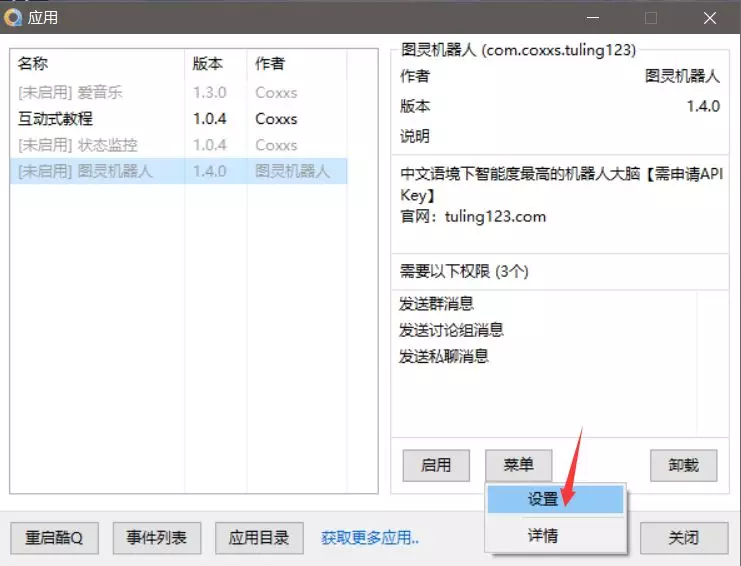 应用
名称 版本 作者
[未启用] 爱音乐 1.3.0 Coxxs
互动式教程 1.0.4 Coxxs
[未启用] 状态监控 1.0.4 Coxxs
[未启用] 图灵机器人 1.4.0 图灵机器人
图灵机器人 (com.coxxs.tuling123)
作者 图灵机器人
版本 1.4.0
说明
中文语境下智能度最高的机器人大脑【需申请API
Key】
官网：tuling123.com
需要以下权限 (3个)
发送群消息
发送讨论组消息
发送私聊消息
启用 菜单 卸载
设置
详情
重启酷Q 事件列表 应用目录 获取更多应用.. 关闭